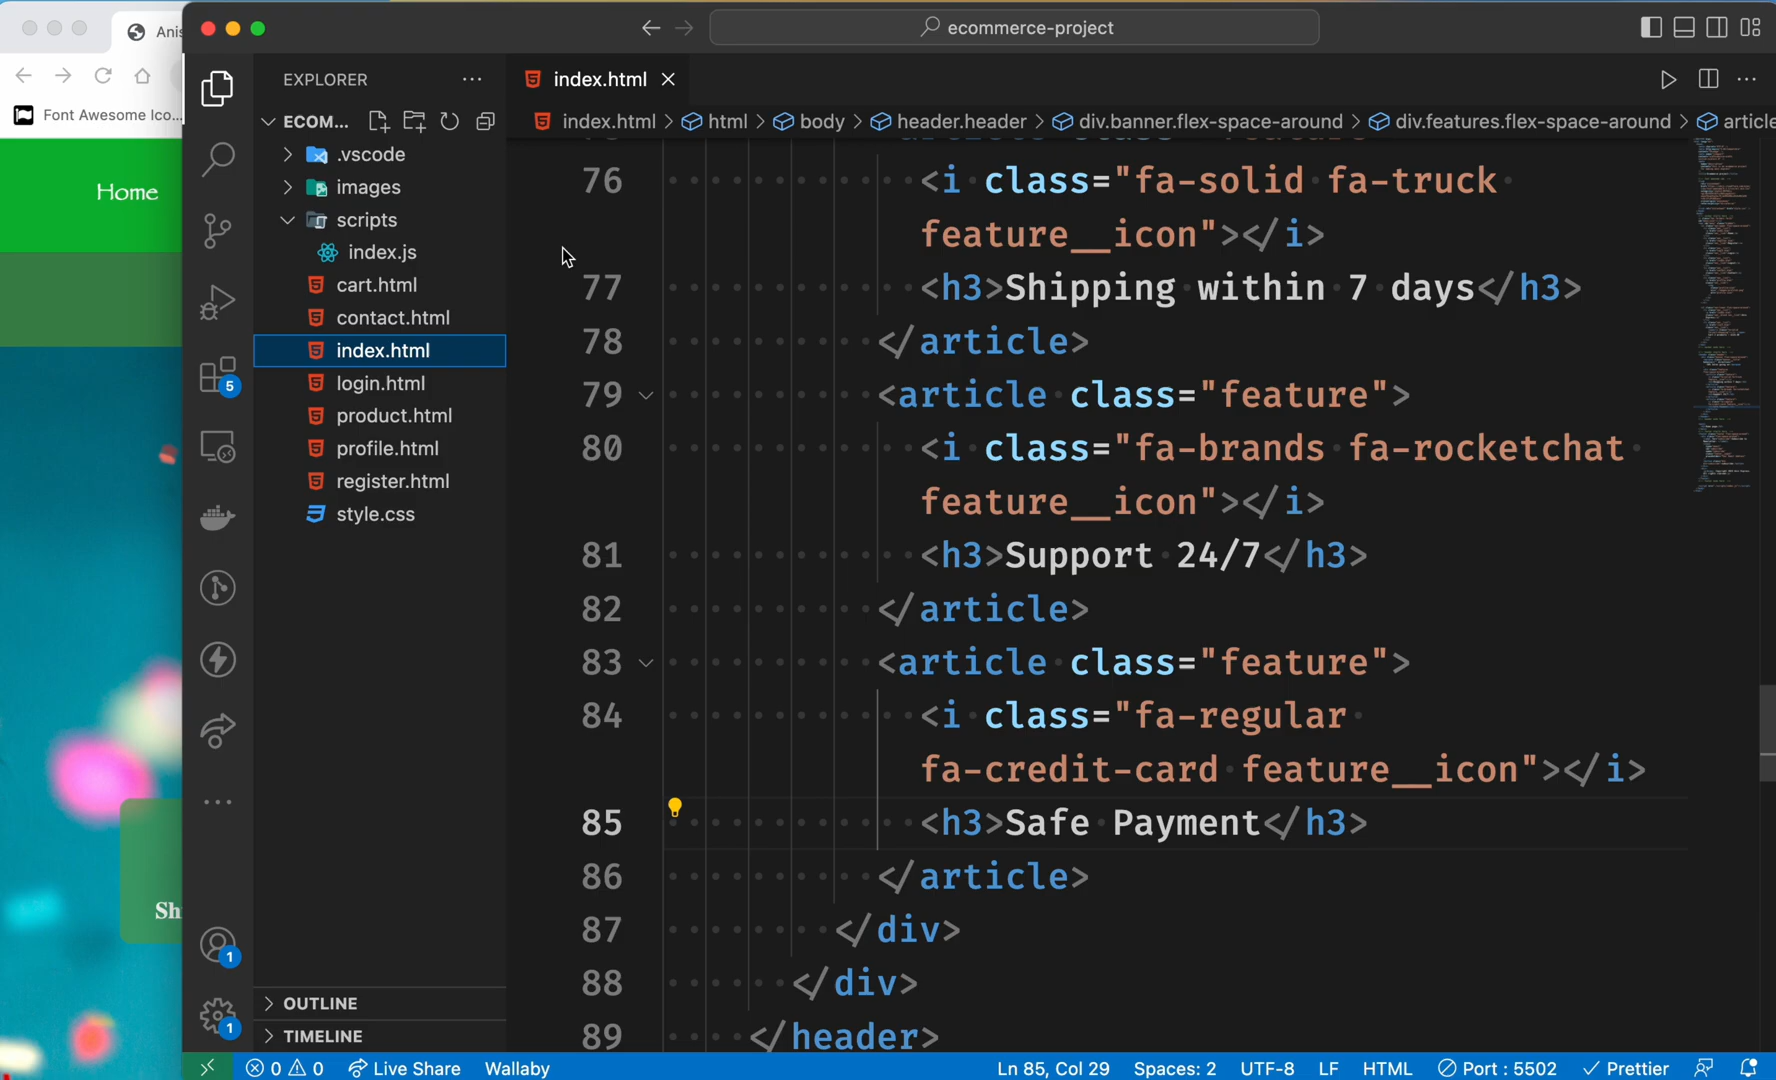 Anis
ecommerce-project
Font Awesome Ico...
Home
Shi
EXPLORER
ECOM...
.vscode
images
scripts
index.js
cart.html
contact.html
index.html
login.html
product.html
profile.html
register.html
style.css
OUTLINE
TIMELINE
5
1
1
index.html
index.html > html > body > header.header > div.banner.flex-space-around > div.features.flex-space-around > article
76 <i class="fa-solid fa-truck
feature__icon"></i>
77 <h3>Shipping within 7 days</h3>
78 </article>
79 <article class="feature">
80 <i class="fa-brands fa-rocketchat
feature__icon"></i>
81 <h3>Support 24/7</h3>
82 </article>
83 <article class="feature">
84 <i class="fa-regular
fa-credit-card feature__icon"></i>
85 <h3>Safe Payment</h3>
86 </article>
87 </div>
88 </div>
89 </header>
0 0 Live Share Wallaby Ln 85, Col 29 Spaces: 2 UTF-8 LF HTML Port : 5502 Prettier